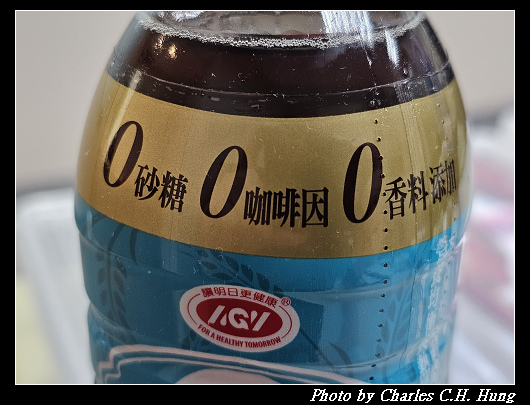 0砂糖 0咖啡因 0香料添加
讓明日更健康®
AGV
FOR A HEALTHY TOMORROW
Photo by Charles C.H. Hung